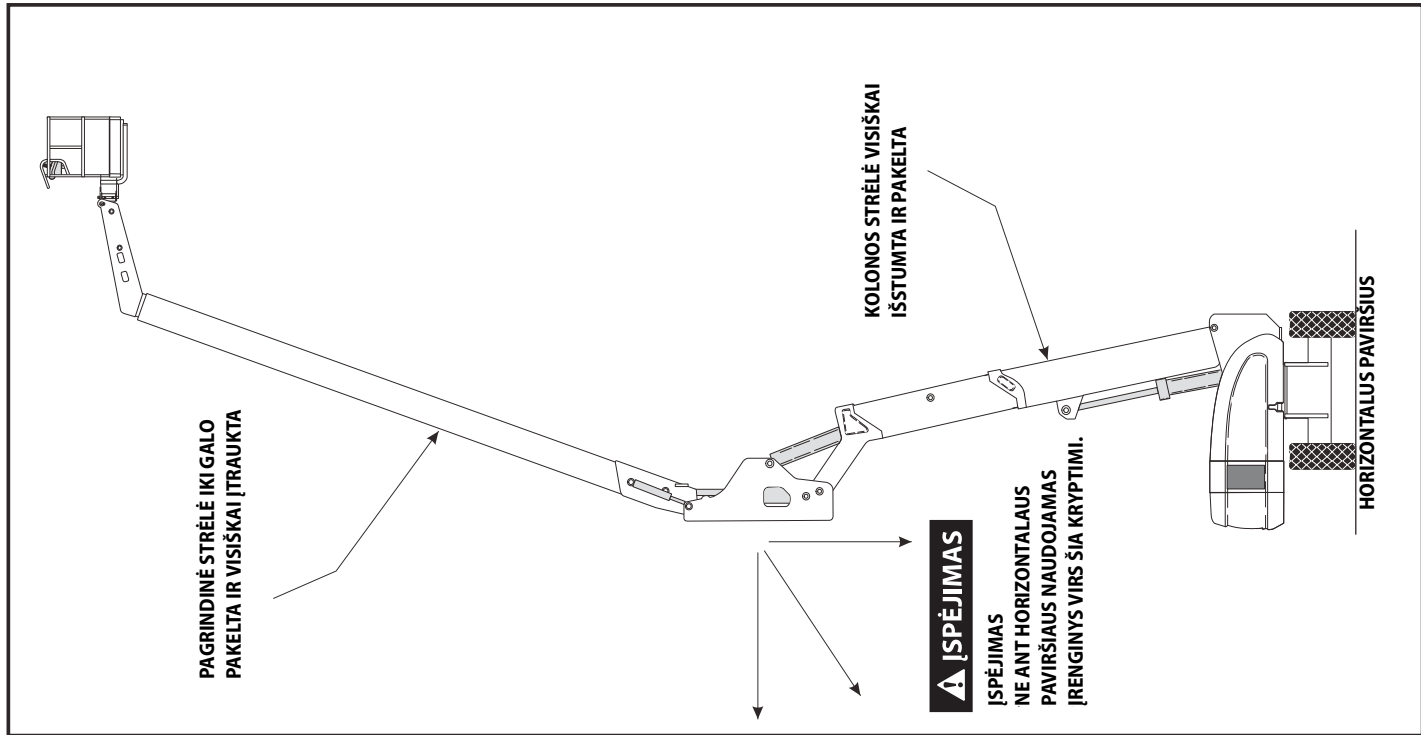 PAGRINDINĖ STRĖLĖ IKI GALO
PAKELTA IR VISIŠKAI ĮTRAUKTA
KOLONOS STRĖLĖ VISIŠKAI
IŠSTUMTA IR PAKELTA
ĮSPĖJIMAS
ĮSPĖJIMAS
NE ANT HORIZONTALAUS
PAVIRŠIAUS NAUDOJAMAS
ĮRENGINYS VIRS ŠIA KRYPTIMI.
HORIZONTALUS PAVIRŠIUS